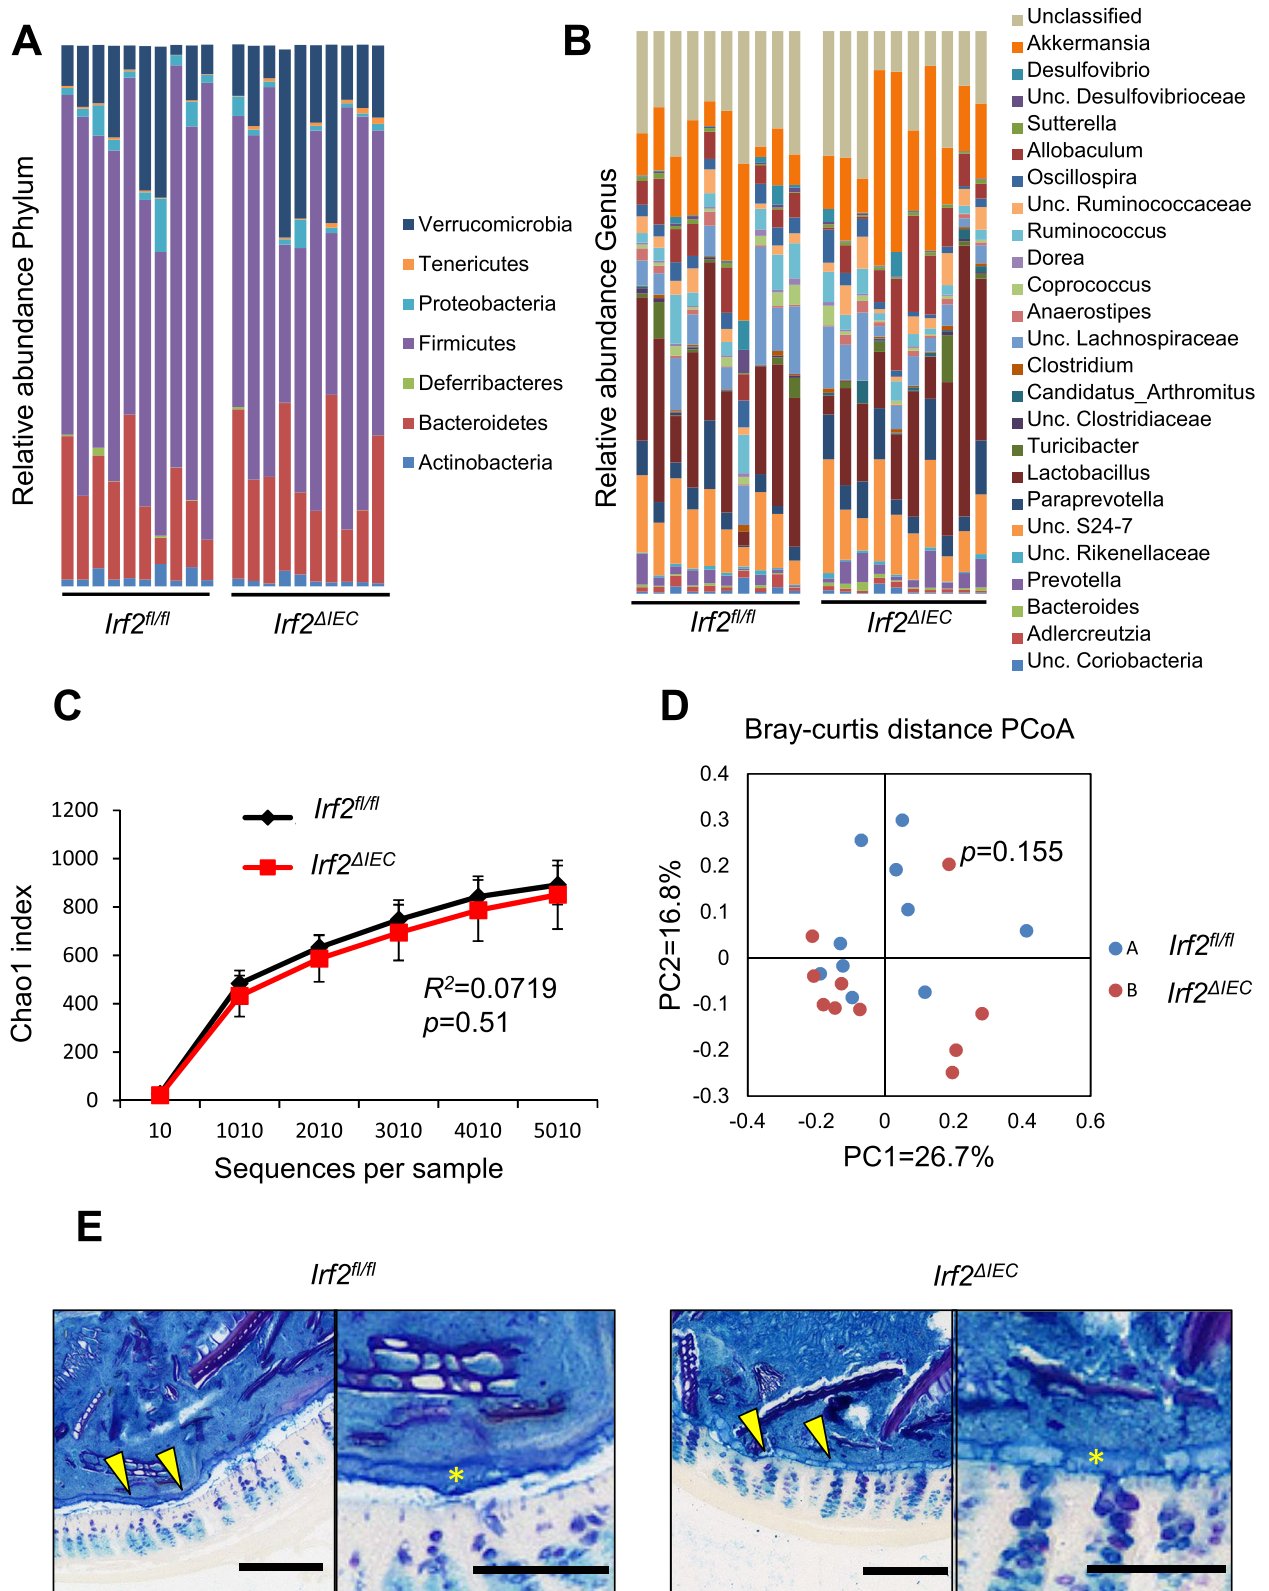 A
Relative abundance Phylum
Verrucomicrobia
Tenericutes
Proteobacteria
Firmicutes
Deferribacteres
Bacteroidetes
Actinobacteria
Irf2fl/fl
Irf2ΔIEC
B
Relative abundance Genus
Unclassified
Akkermansia
Desulfovibrio
Unc. Desulfovibrioceae
Sutterella
Allobaculum
Oscillospira
Unc. Ruminococcaceae
Ruminococcus
Dorea
Coprococcus
Anaerostipes
Unc. Lachnospiraceae
Clostridium
Candidatus_Arthromitus
Unc. Clostridiaceae
Turicibacter
Lactobacillus
Paraprevotella
Unc. S24-7
Unc. Rikenellaceae
Prevotella
Bacteroides
Adlercreutzia
Unc. Coriobacteria
Irf2fl/fl
Irf2ΔIEC
C
Chao1 index
1200
1000
800
600
400
200
0
Irf2fl/fl
Irf2ΔIEC
R2=0.0719
p=0.51
10 1010 2010 3010 4010 5010
Sequences per sample
D
Bray-curtis distance PCoA
PC2=16.8%
0.4
0.3
0.2
0.1
0
-0.1
-0.2
-0.3
p=0.155
-0.4 -0.2 0 0.2 0.4 0.6
PC1=26.7%
A Irf2fl/fl
B Irf2ΔIEC
E
Irf2fl/fl
Irf2ΔIEC
*
*